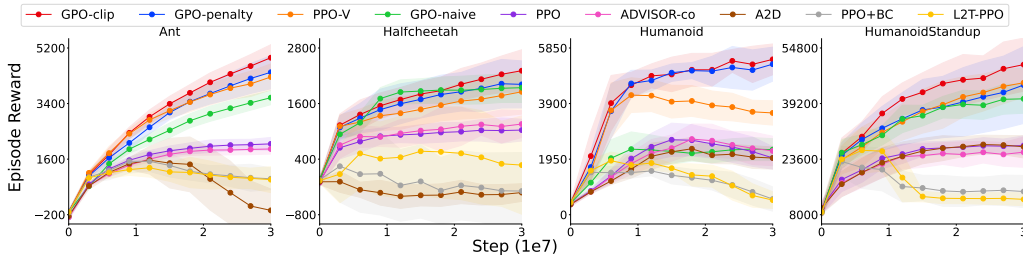 GPO-clip GPO-penalty PPO-V GPO-naive PPO ADVISOR-co A2D PPO+BC L2T-PPO
Ant Halfcheetah Humanoid HumanoidStandup
Episode Reward
5200 3400 1600 −200
2800 1600 400 −800
5850 3900 1950 0
54800 39200 23600 8000
0 1 2 3 0 1 2 3 0 1 2 3 0 1 2 3
Step (1e7)